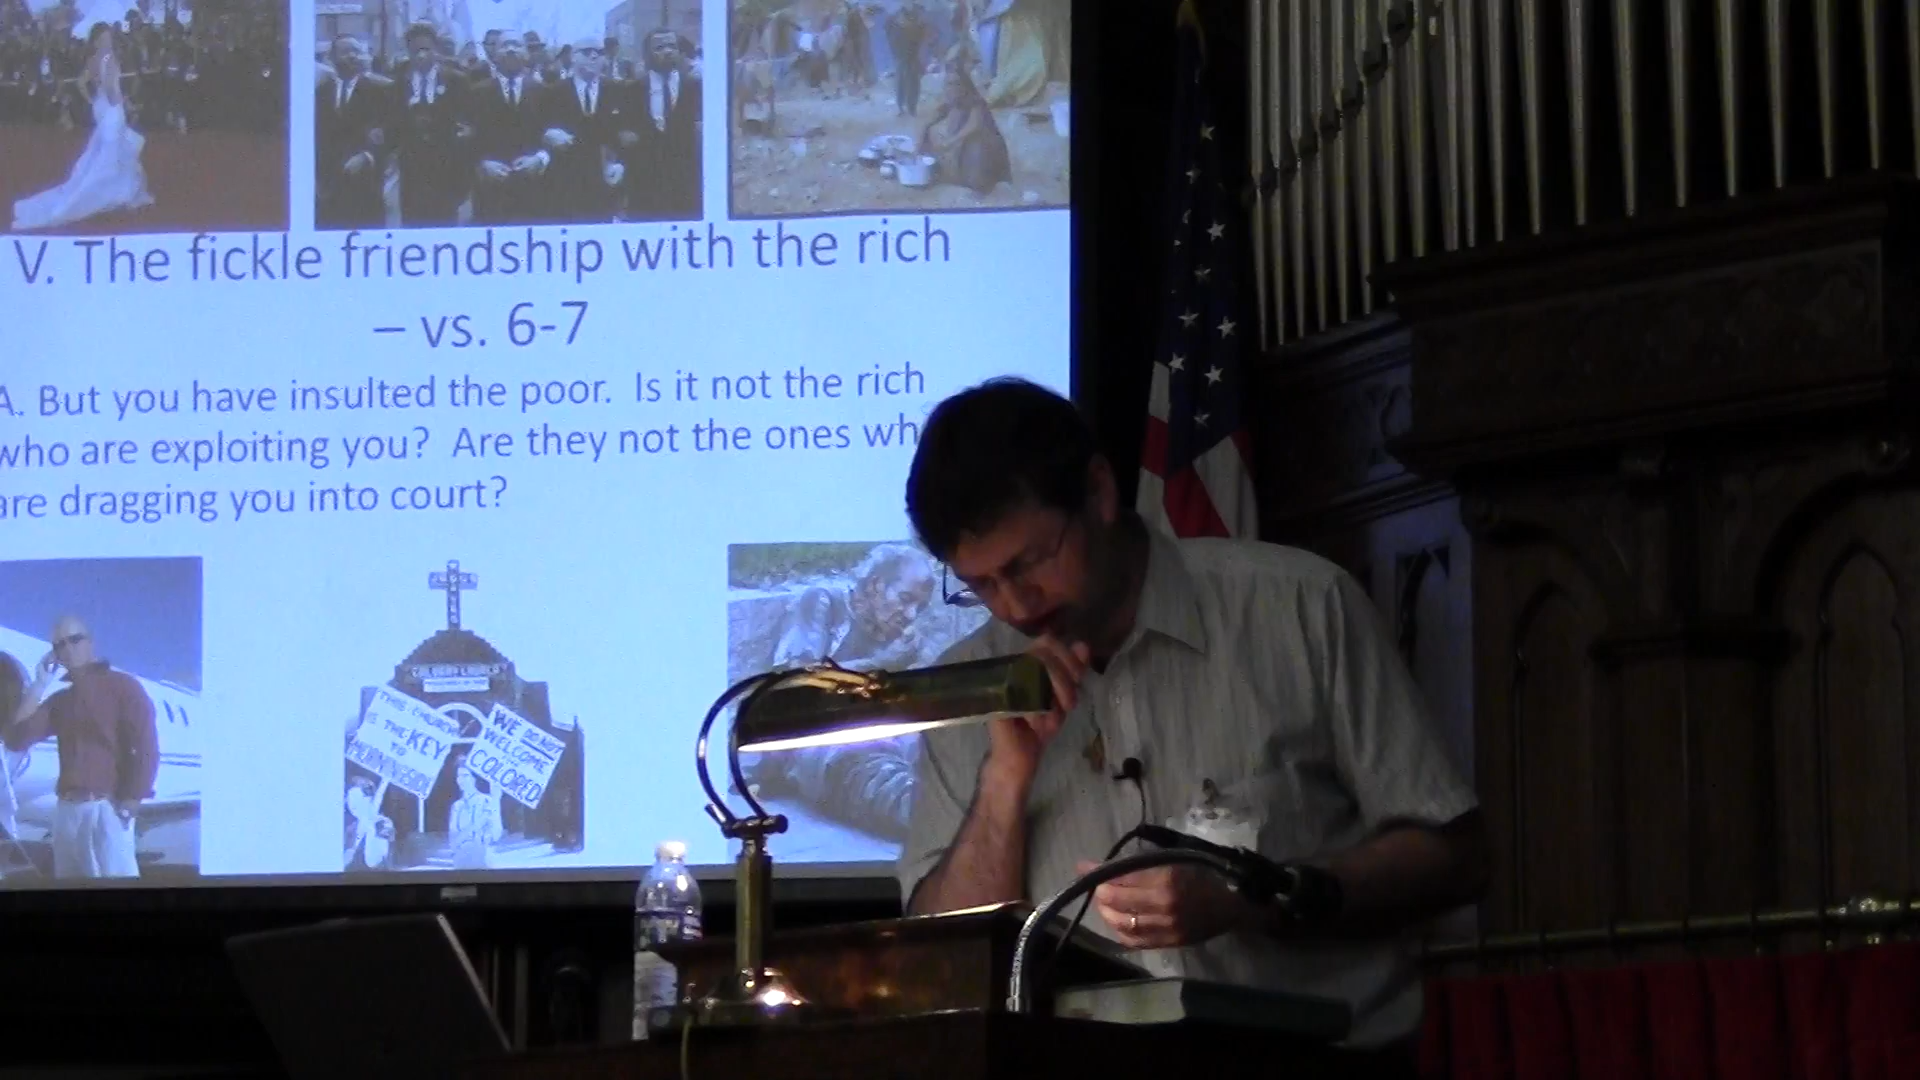 V. The fickle friendship with the rich
– vs. 6-7
A. But you have insulted the poor.  Is it not the rich
who are exploiting you?  Are they not the ones wh
are dragging you into court?
THIS CHURCH
IS THE KEY
TO
WE DO NOT
WELCOME
COLORED